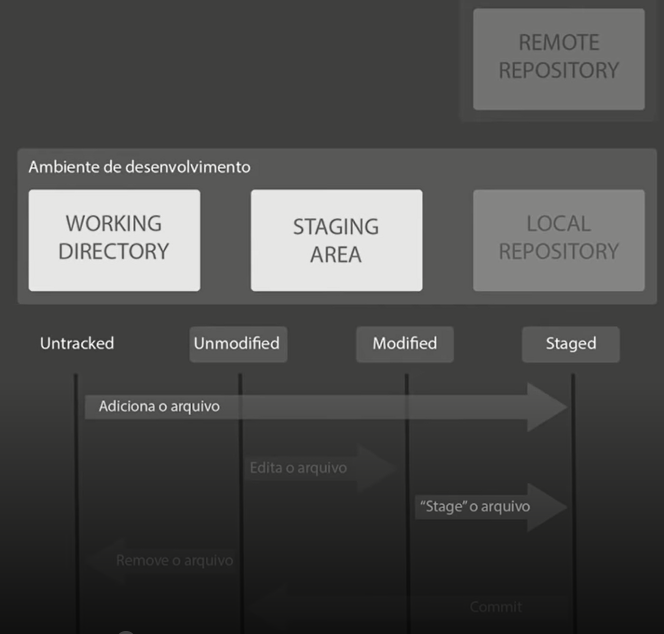 REMOTE
REPOSITORY
Ambiente de desenvolvimento
WORKING
DIRECTORY
STAGING
AREA
LOCAL
REPOSITORY
Untracked
Unmodified
Modified
Staged
Adiciona o arquivo
Edita o arquivo
“Stage” o arquivo
Remove o arquivo
Commit